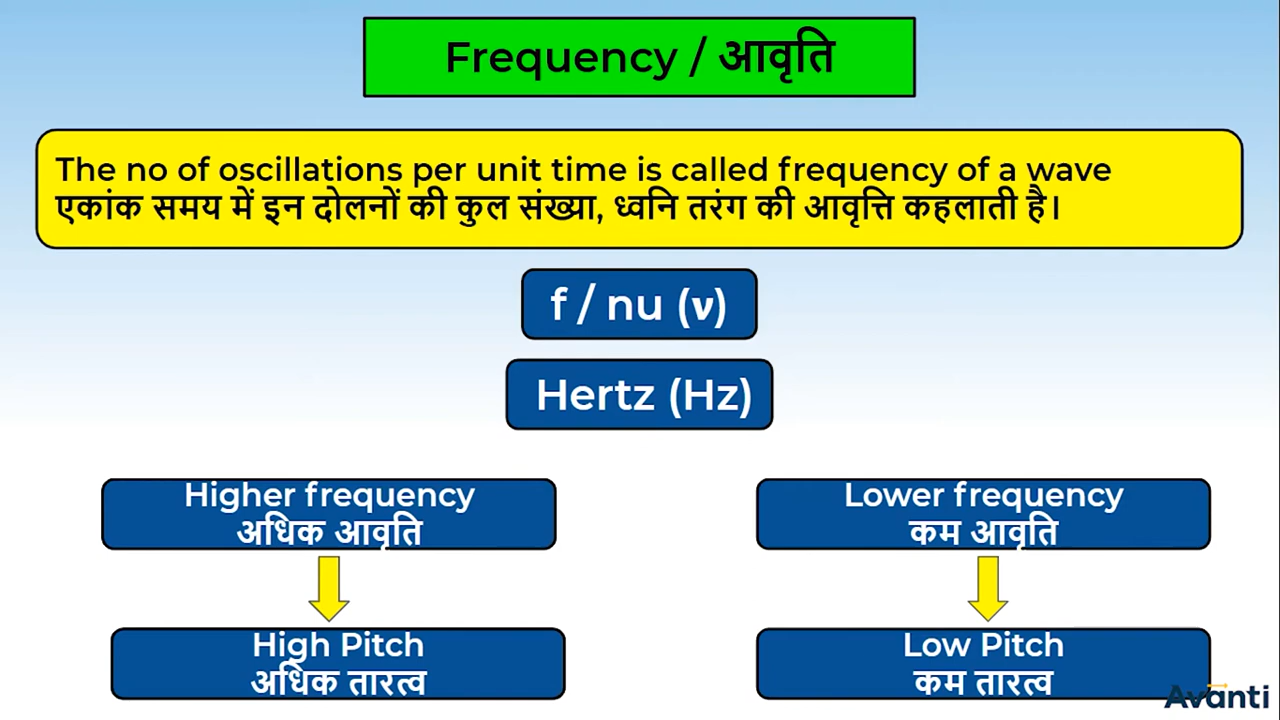 Frequency / आवृति
The no of oscillations per unit time is called frequency of a wave
एकांक समय में इन दोलनों की कुल संख्या, ध्वनि तरंग की आवृत्ति कहलाती है।
f / nu (ν)
Hertz (Hz)
Higher frequency
अधिक आवृति
Lower frequency
कम आवृति
High Pitch
अधिक तारत्व
Low Pitch
कम तारत्व
Avanti